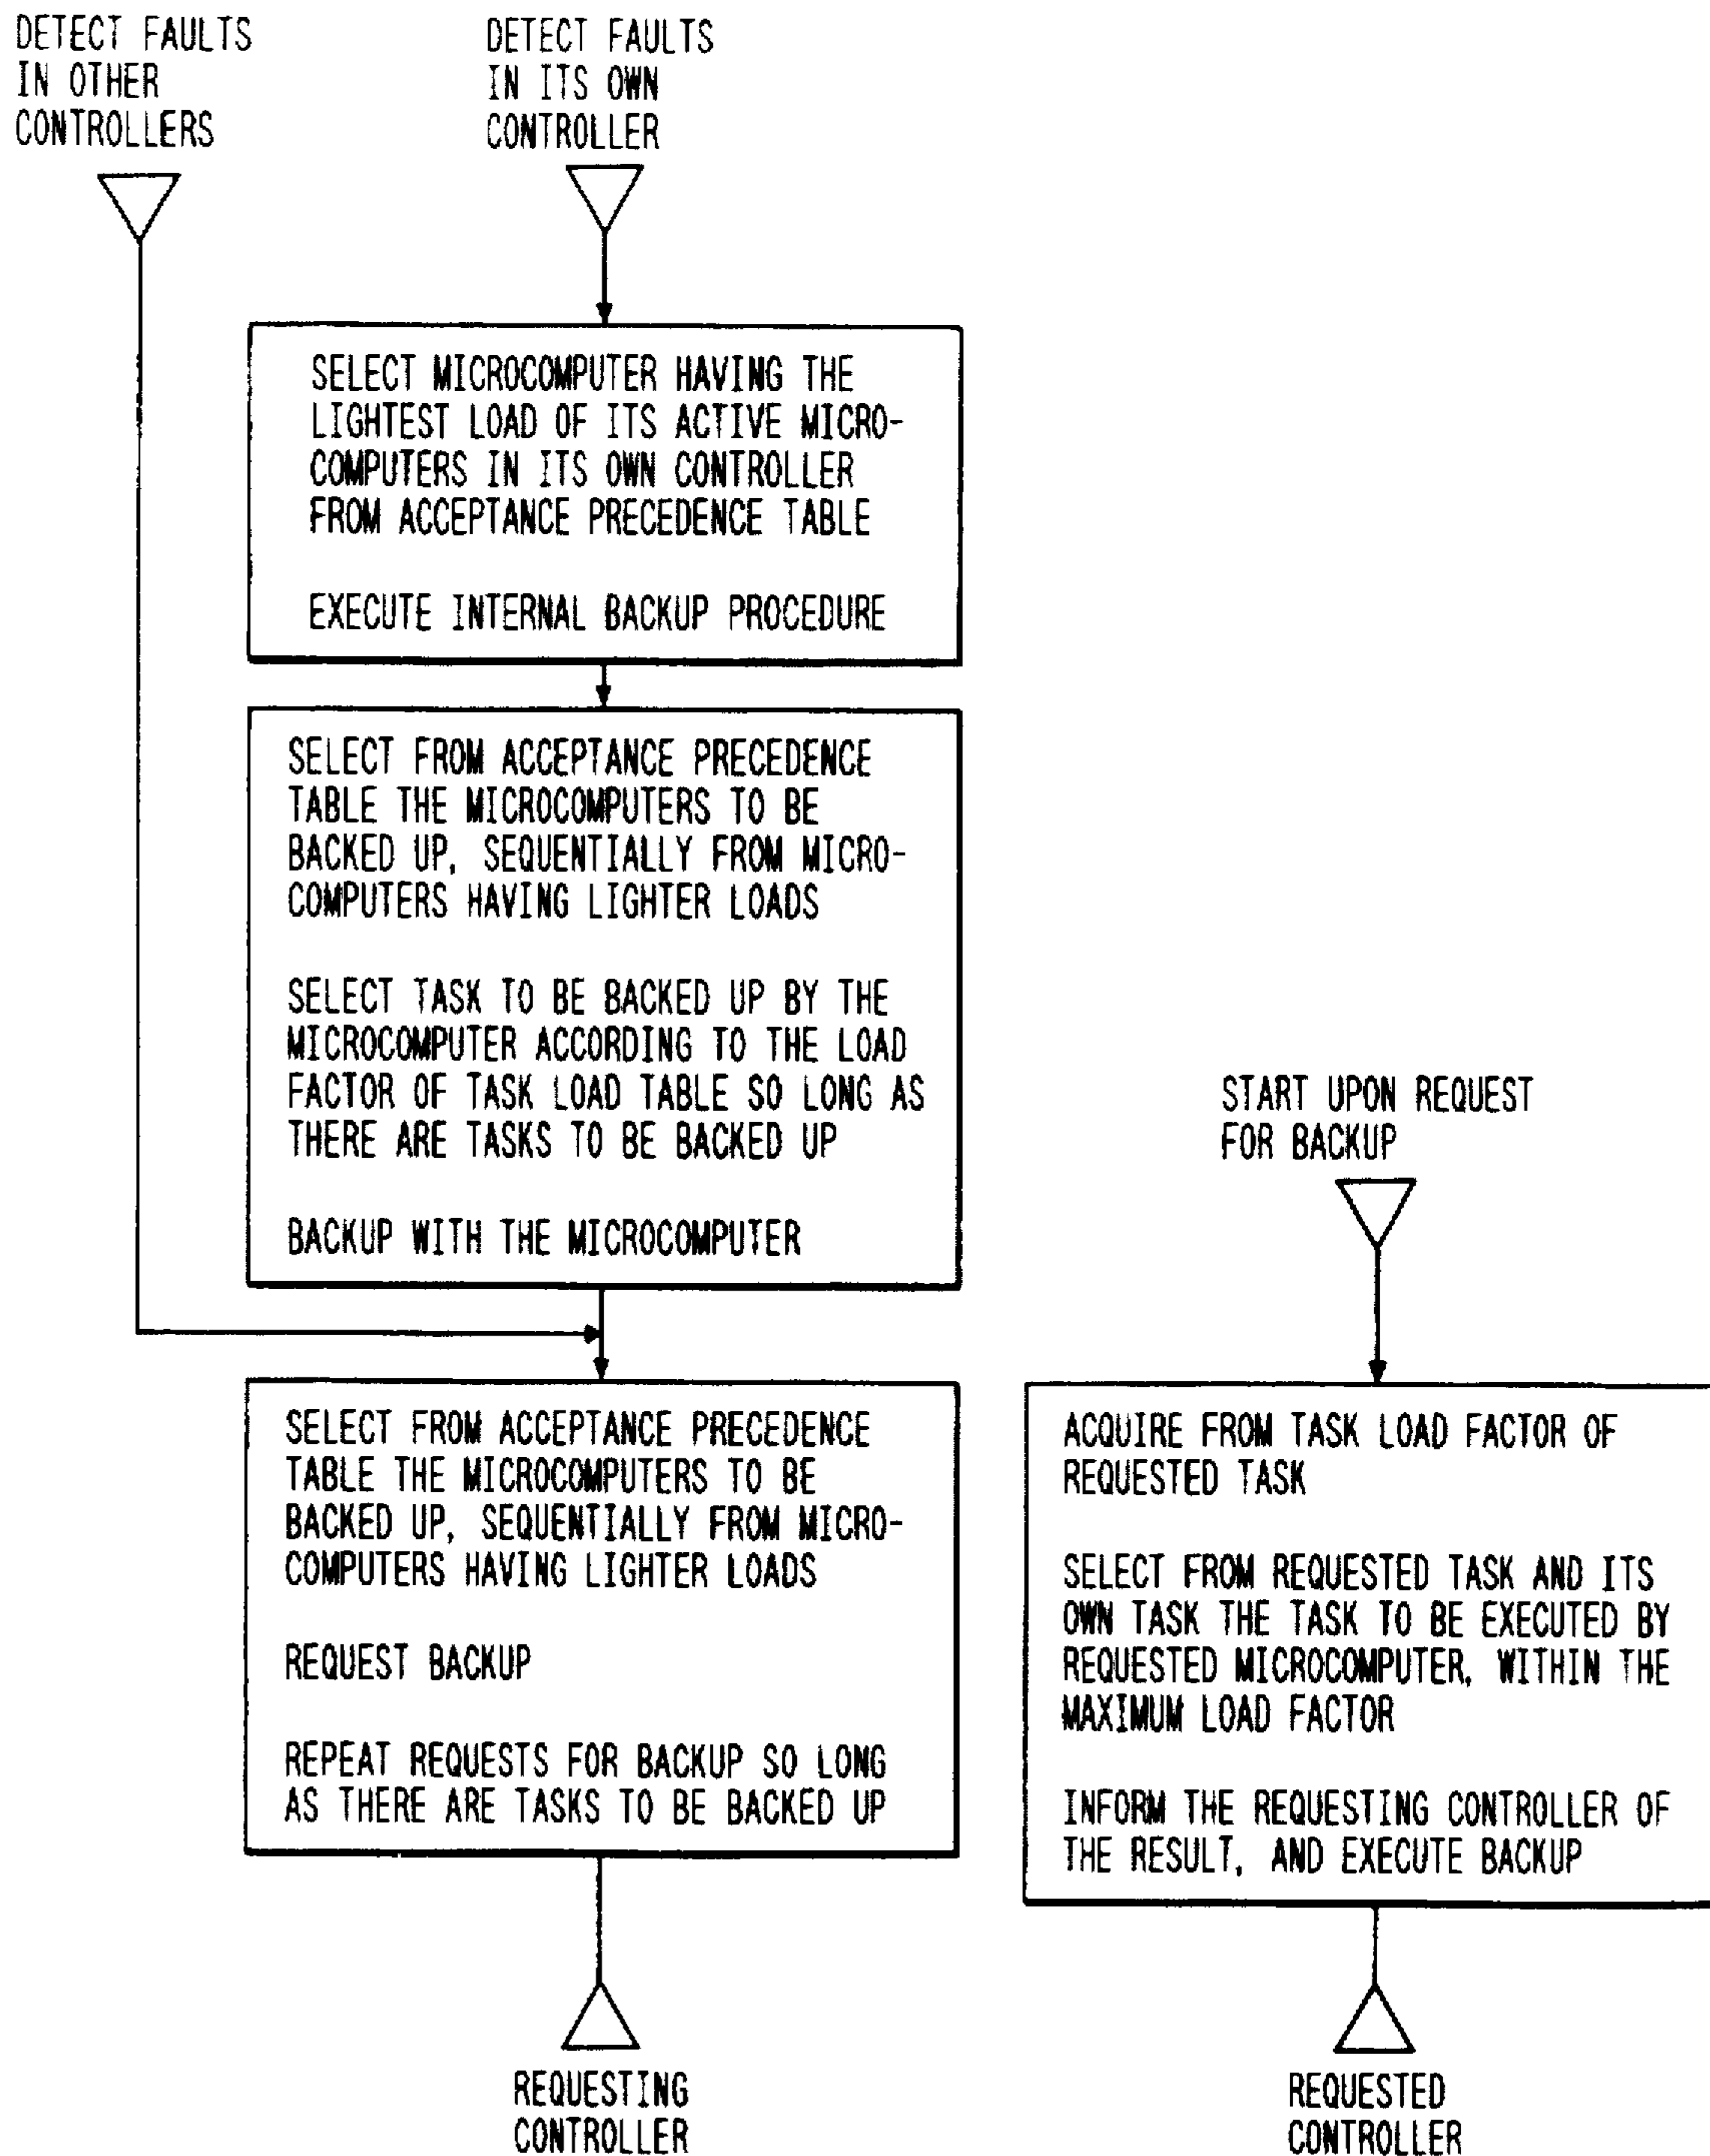 DETECT FAULTS
IN OTHER
CONTROLLERS
DETECT FAULTS
IN ITS OWN
CONTROLLER
SELECT MICROCOMPUTER HAVING THE
LIGHTEST LOAD OF ITS ACTIVE MICRO-
COMPUTERS IN ITS OWN CONTROLLER
FROM ACCEPTANCE PRECEDENCE TABLE
EXECUTE INTERNAL BACKUP PROCEDURE
SELECT FROM ACCEPTANCE PRECEDENCE
TABLE THE MICROCOMPUTERS TO BE
BACKED UP, SEQUENTIALLY FROM MICRO-
COMPUTERS HAVING LIGHTER LOADS
SELECT TASK TO BE BACKED UP BY THE
MICROCOMPUTER ACCORDING TO THE LOAD
FACTOR OF TASK LOAD TABLE SO LONG AS
THERE ARE TASKS TO BE BACKED UP
BACKUP WITH THE MICROCOMPUTER
SELECT FROM ACCEPTANCE PRECEDENCE
TABLE THE MICROCOMPUTERS TO BE
BACKED UP, SEQUENTIALLY FROM MICRO-
COMPUTERS HAVING LIGHTER LOADS
REQUEST BACKUP
REPEAT REQUESTS FOR BACKUP SO LONG
AS THERE ARE TASKS TO BE BACKED UP
REQUESTING
CONTROLLER
START UPON REQUEST
FOR BACKUP
ACQUIRE FROM TASK LOAD FACTOR OF
REQUESTED TASK
SELECT FROM REQUESTED TASK AND ITS
OWN TASK THE TASK TO BE EXECUTED BY
REQUESTED MICROCOMPUTER, WITHIN THE
MAXIMUM LOAD FACTOR
INFORM THE REQUESTING CONTROLLER OF
THE RESULT, AND EXECUTE BACKUP
REQUESTED
CONTROLLER